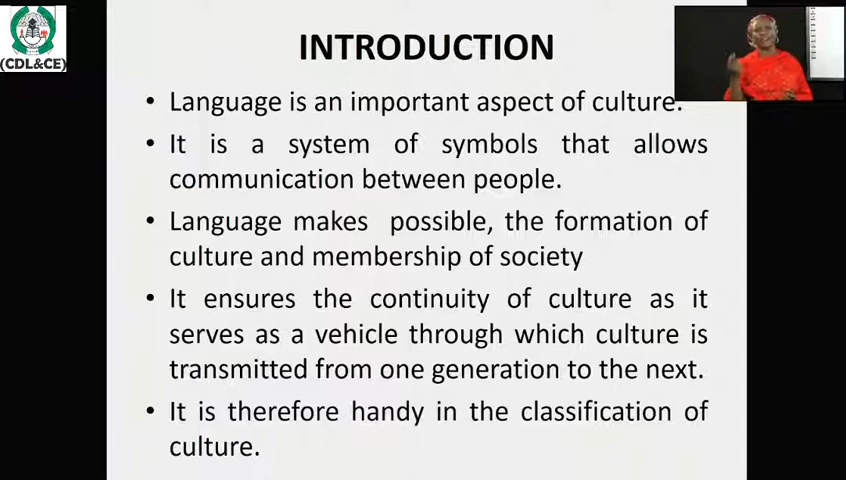 INTRODUCTION
(CDL&CE)
• Language is an important aspect of culture.
• It is a system of symbols that allows
communication between people.
• Language makes possible, the formation of
culture and membership of society
• It ensures the continuity of culture as it
serves as a vehicle through which culture is
transmitted from one generation to the next.
• It is therefore handy in the classification of
culture.